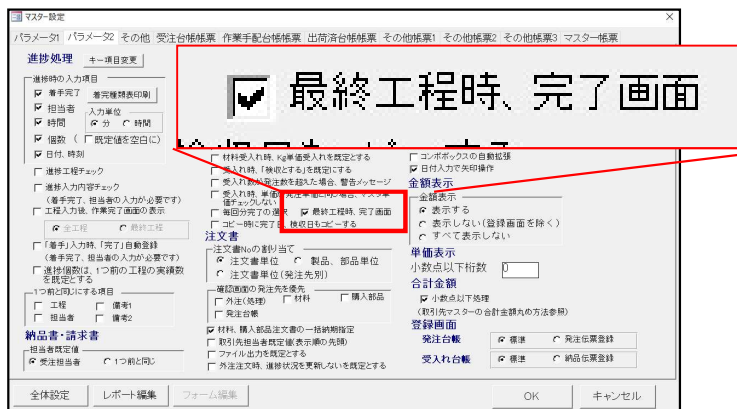 マスター設定
パラメータ1 パラメータ2 その他 受注台帳帳票 作業手配台帳帳票 出荷済台帳帳票 その他帳票1 その他帳票2 その他帳票3 マスター帳票
進捗処理 キー項目変更
進捗時の入力項目
着手完了 着完種類表印刷
担当者 入力単位
時間 分 時間
個数 ( 既定値を空白に)
日付、時刻
進捗工程チェック
進捗入力内容チェック
(着手完了、担当者の入力が必要です)
工程入力後、作業完了画面の表示
全工程 最終工程
「着手」入力時、「完了」自動登録
(着手完了、担当者の入力が必要です)
進捗個数は、1つ前の工程の実績数を既定とする
1つ前と同じにする項目
工程 備考1
担当者 備考2
納品書・請求書
担当者既定値
受注担当者 1つ前と同じ
最終工程時、完了画面
材料受入れ時、Kg単価受入れを既定とする
受入れ時、「検収とする」を既定にする
受入れ数が発注数を超えた場合、警告メッセージ
毎回分完了の選択 最終工程時、完了画面
コピー時に完了日、検収日もコピーする
注文書
注文書Noの割り当て
注文書単位 製品、部品単位
注文書単位(発注先別)
確認画面の発注先を優先
外注(処理) 材料 購入部品
発注台帳
材料、購入部品注文書の一括納期指定
取引先担当者既定値(表示順の先頭)
ファイル出力を既定とする
外注注文時、進捗状況を更新しないを既定とする
コンボボックスの自動拡張
日付入力で矢印操作
金額表示
金額表示
表示する
表示しない(登録画面を除く)
すべて表示しない
単価表示
小数点以下桁数 0
合計金額
小数点以下処理
(取引先マスターの合計金額丸の方法参照)
登録画面
発注台帳 標準 発注伝票登録
受入れ台帳 標準 納品伝票登録
全体設定 レポート編集 フォーム編集 OK キャンセル